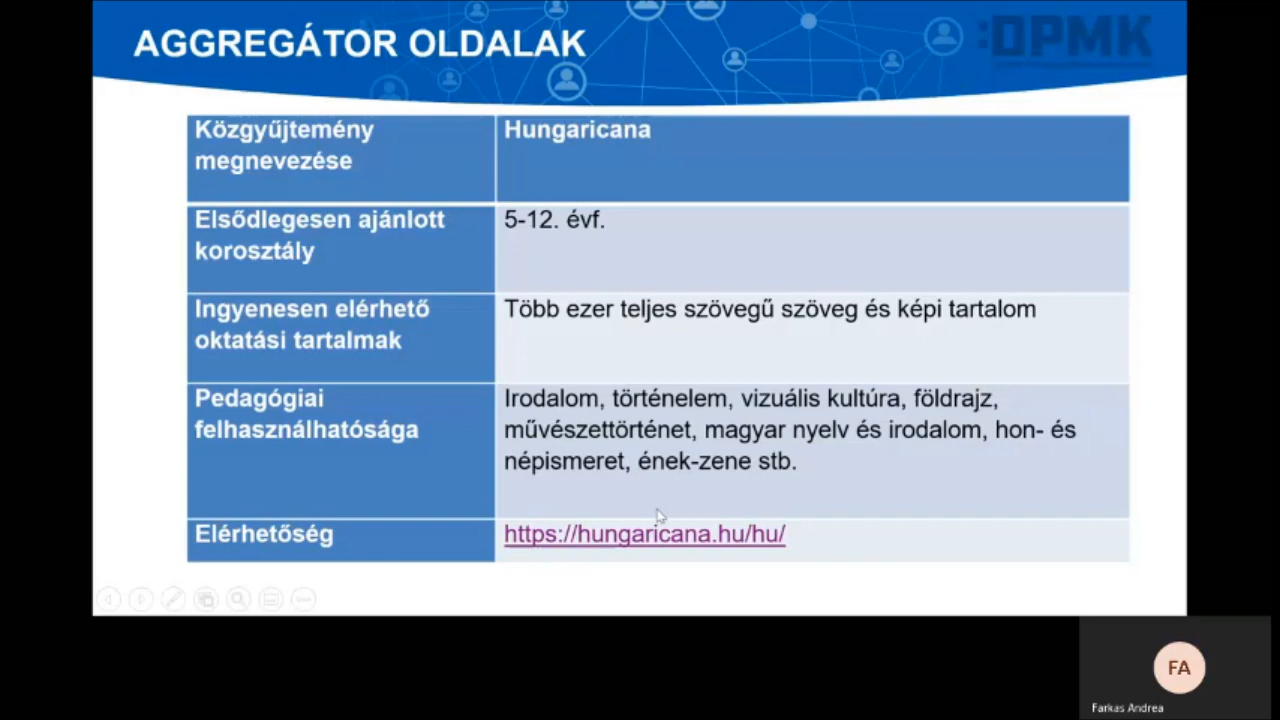 AGGREGÁTOR OLDALAK
:OPMK
Közgyűjtemény
megnevezése
Hungaricana
Elsődlegesen ajánlott
korosztály
5-12. évf.
Ingyenesen elérhető
oktatási tartalmak
Több ezer teljes szövegű szöveg és képi tartalom
Pedagógiai
felhasználhatósága
Irodalom, történelem, vizuális kultúra, földrajz,
művészettörténet, magyar nyelv és irodalom, hon- és
népismeret, ének-zene stb.
Elérhetőség
https://hungaricana.hu/hu/
FA
Farkas Andrea